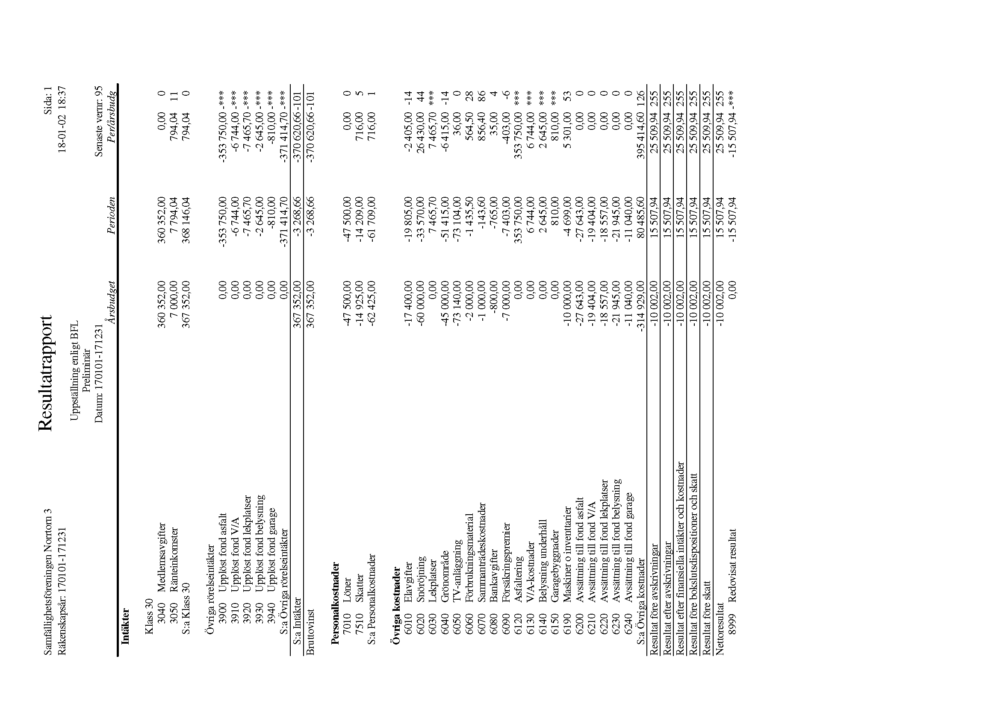 Samfällighetsföreningen Nortorn 3 Resultatrapport Sida: 1
Räkenskapsår: 170101-171231 18-01-02 18:37
Uppställning enligt BFL
Preliminär
Datum: 170101-171231 Senaste vernr: 95
Årsbudget Perioden Per/årsbudg
Intäkter
Klass 30
3040 Medlemsavgifter 360 352,00 360 352,00 0,00 0
3050 Ränteinkomster 7 000,00 7 794,04 794,04 11
S:a Klass 30 367 352,00 368 146,04 794,04 0
Övriga rörelseintäkter
3900 Upplöst fond asfalt 0,00 -353 750,00 -353 750,00 -***
3910 Upplöst fond V/A 0,00 -6 744,00 -6 744,00 -***
3920 Upplöst fond lekplatser 0,00 -7 465,70 -7 465,70 -***
3930 Upplöst fond belysning 0,00 -2 645,00 -2 645,00 -***
3940 Upplöst fond garage 0,00 -810,00 -810,00 -***
S:a Övriga rörelseintäkter 0,00 -371 414,70 -371 414,70 -***
S:a Intäkter 367 352,00 -3 268,66 -370 620,66 -101
Bruttovinst 367 352,00 -3 268,66 -370 620,66 -101
Personalkostnader
7010 Löner -47 500,00 -47 500,00 0,00 0
7510 Skatter -14 925,00 -14 209,00 716,00 5
S:a Personalkostnader -62 425,00 -61 709,00 716,00 1
Övriga kostnader
6010 Elavgifter -17 400,00 -19 805,00 -2 405,00 -14
6020 Snöröjning -60 000,00 -33 570,00 26 430,00 44
6030 Lekplatser 0,00 7 465,70 7 465,70 ***
6040 Grönområde -45 000,00 -51 415,00 -6 415,00 -14
6050 TV-anläggning -73 140,00 -73 104,00 36,00 0
6060 Förbrukningsmaterial -2 000,00 -1 435,50 564,50 28
6070 Sammanträdeskostnader -1 000,00 -143,60 856,40 86
6080 Bankavgifter -800,00 -765,00 35,00 4
6090 Försäkringspremier -7 000,00 -7 403,00 -403,00 -6
6120 Asfaltering 0,00 353 750,00 353 750,00 ***
6130 V/A-kostnader 0,00 6 744,00 6 744,00 ***
6140 Belysning underhåll 0,00 2 645,00 2 645,00 ***
6150 Garagebyggnader 0,00 810,00 810,00 ***
6190 Maskiner o inventtarier -10 000,00 -4 699,00 5 301,00 53
6200 Avsättning till fond asfalt -27 643,00 -27 643,00 0,00 0
6210 Avsättning till fond V/A -19 404,00 -19 404,00 0,00 0
6220 Avsättning till fond lekplatser -18 557,00 -18 557,00 0,00 0
6230 Avsättning till fond belysning -21 945,00 -21 945,00 0,00 0
6240 Avsättning till fond garage -11 040,00 -11 040,00 0,00 0
S:a Övriga kostnader -314 929,00 80 485,60 395 414,60 126
Resultat före avskrivningar -10 002,00 15 507,94 25 509,94 255
Resultat efter avskrivningar -10 002,00 15 507,94 25 509,94 255
Resultat efter finansiella intäkter och kostnader -10 002,00 15 507,94 25 509,94 255
Resultat före bokslutsdispositioner och skatt -10 002,00 15 507,94 25 509,94 255
Resultat före skatt -10 002,00 15 507,94 25 509,94 255
Nettoresultat -10 002,00 15 507,94 25 509,94 255
8999 Redovisat resultat 0,00 -15 507,94 -15 507,94 -***